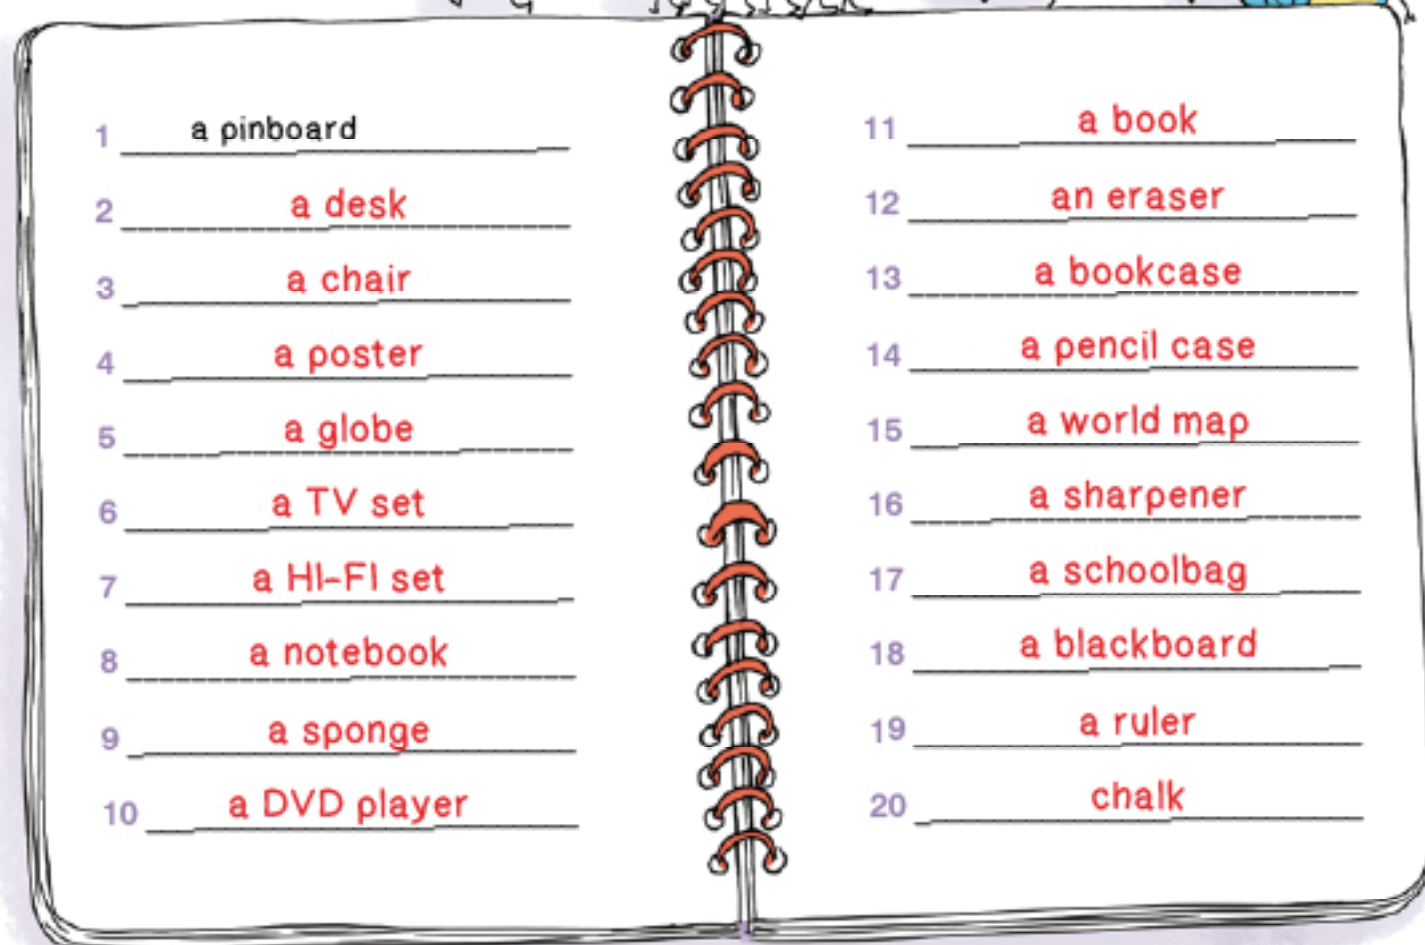 1 a pinboard
2 a desk
3 a chair
4 a poster
5 a globe
6 a TV set
7 a HI-FI set
8 a notebook
9 a sponge
10 a DVD player
11 a book
12 an eraser
13 a bookcase
14 a pencil case
15 a world map
16 a sharpener
17 a schoolbag
18 a blackboard
19 a ruler
20 chalk